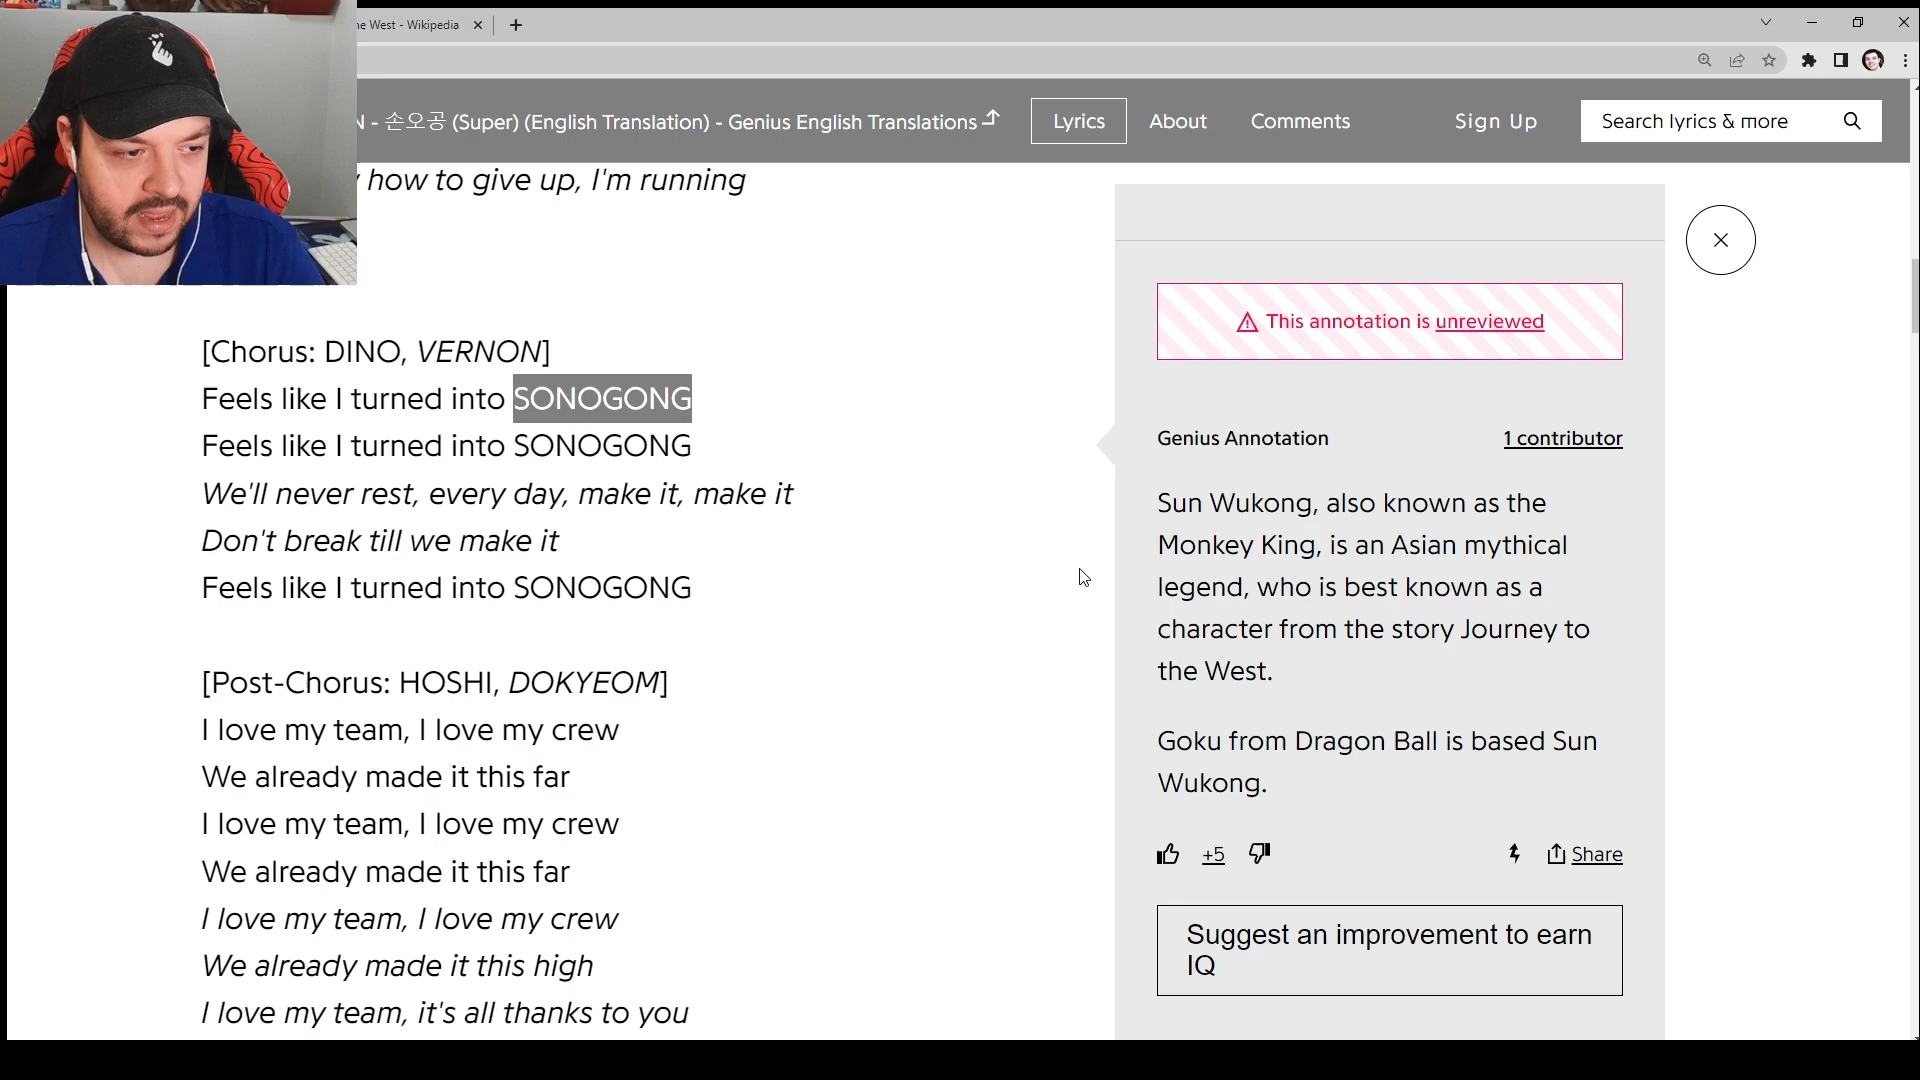 ne West - Wikipedia
N - 손오공 (Super) (English Translation) - Genius English Translations
Lyrics
About
Comments
Sign Up
Search lyrics & more
how to give up, I'm running
[Chorus: DINO, VERNON]
Feels like I turned into SONOGONG
Feels like I turned into SONOGONG
We'll never rest, every day, make it, make it
Don't break till we make it
Feels like I turned into SONOGONG
[Post-Chorus: HOSHI, DOKYEOM]
I love my team, I love my crew
We already made it this far
I love my team, I love my crew
We already made it this far
I love my team, I love my crew
We already made it this high
I love my team, it's all thanks to you
This annotation is unreviewed
Genius Annotation
1 contributor
Sun Wukong, also known as the
Monkey King, is an Asian mythical
legend, who is best known as a
character from the story Journey to
the West.
Goku from Dragon Ball is based Sun
Wukong.
+5
Share
Suggest an improvement to earn
IQ